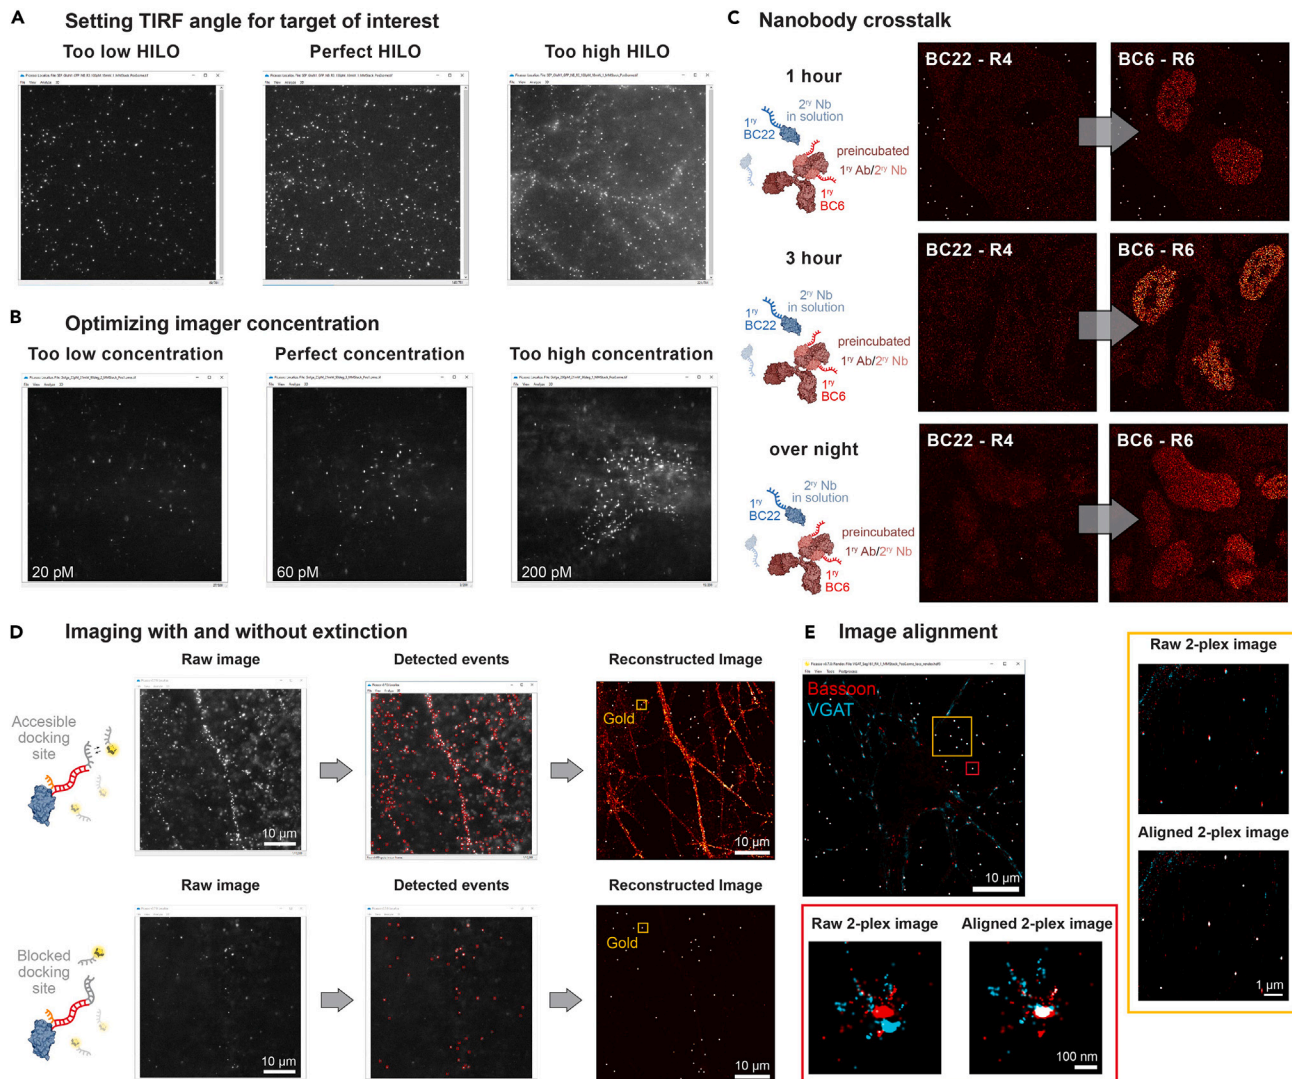 A Setting TIRF angle for target of interest
Too low HILO Perfect HILO Too high HILO
B Optimizing imager concentration
Too low concentration Perfect concentration Too high concentration
20 pM 60 pM 200 pM
C Nanobody crosstalk
1 hour
2ry Nb
in solution
1ry
BC22
preincubated
1ry Ab/2ry Nb
1ry
BC6
BC22 - R4 BC6 - R6
3 hour
2ry Nb
in solution
1ry
BC22
preincubated
1ry Ab/2ry Nb
1ry
BC6
BC22 - R4 BC6 - R6
over night
2ry Nb
in solution
1ry
BC22
preincubated
1ry Ab/2ry Nb
1ry
BC6
BC22 - R4 BC6 - R6
D Imaging with and without extinction
Raw image Detected events Reconstructed Image
Accesible
docking
site
Gold
10 µm 10 µm 10 µm
Raw image Detected events Reconstructed Image
Blocked
docking
site
Gold
10 µm 10 µm 10 µm
E Image alignment
Bassoon
VGAT
10 µm
Raw 2-plex image
Aligned 2-plex image
1 µm
Raw 2-plex image Aligned 2-plex image
100 nm